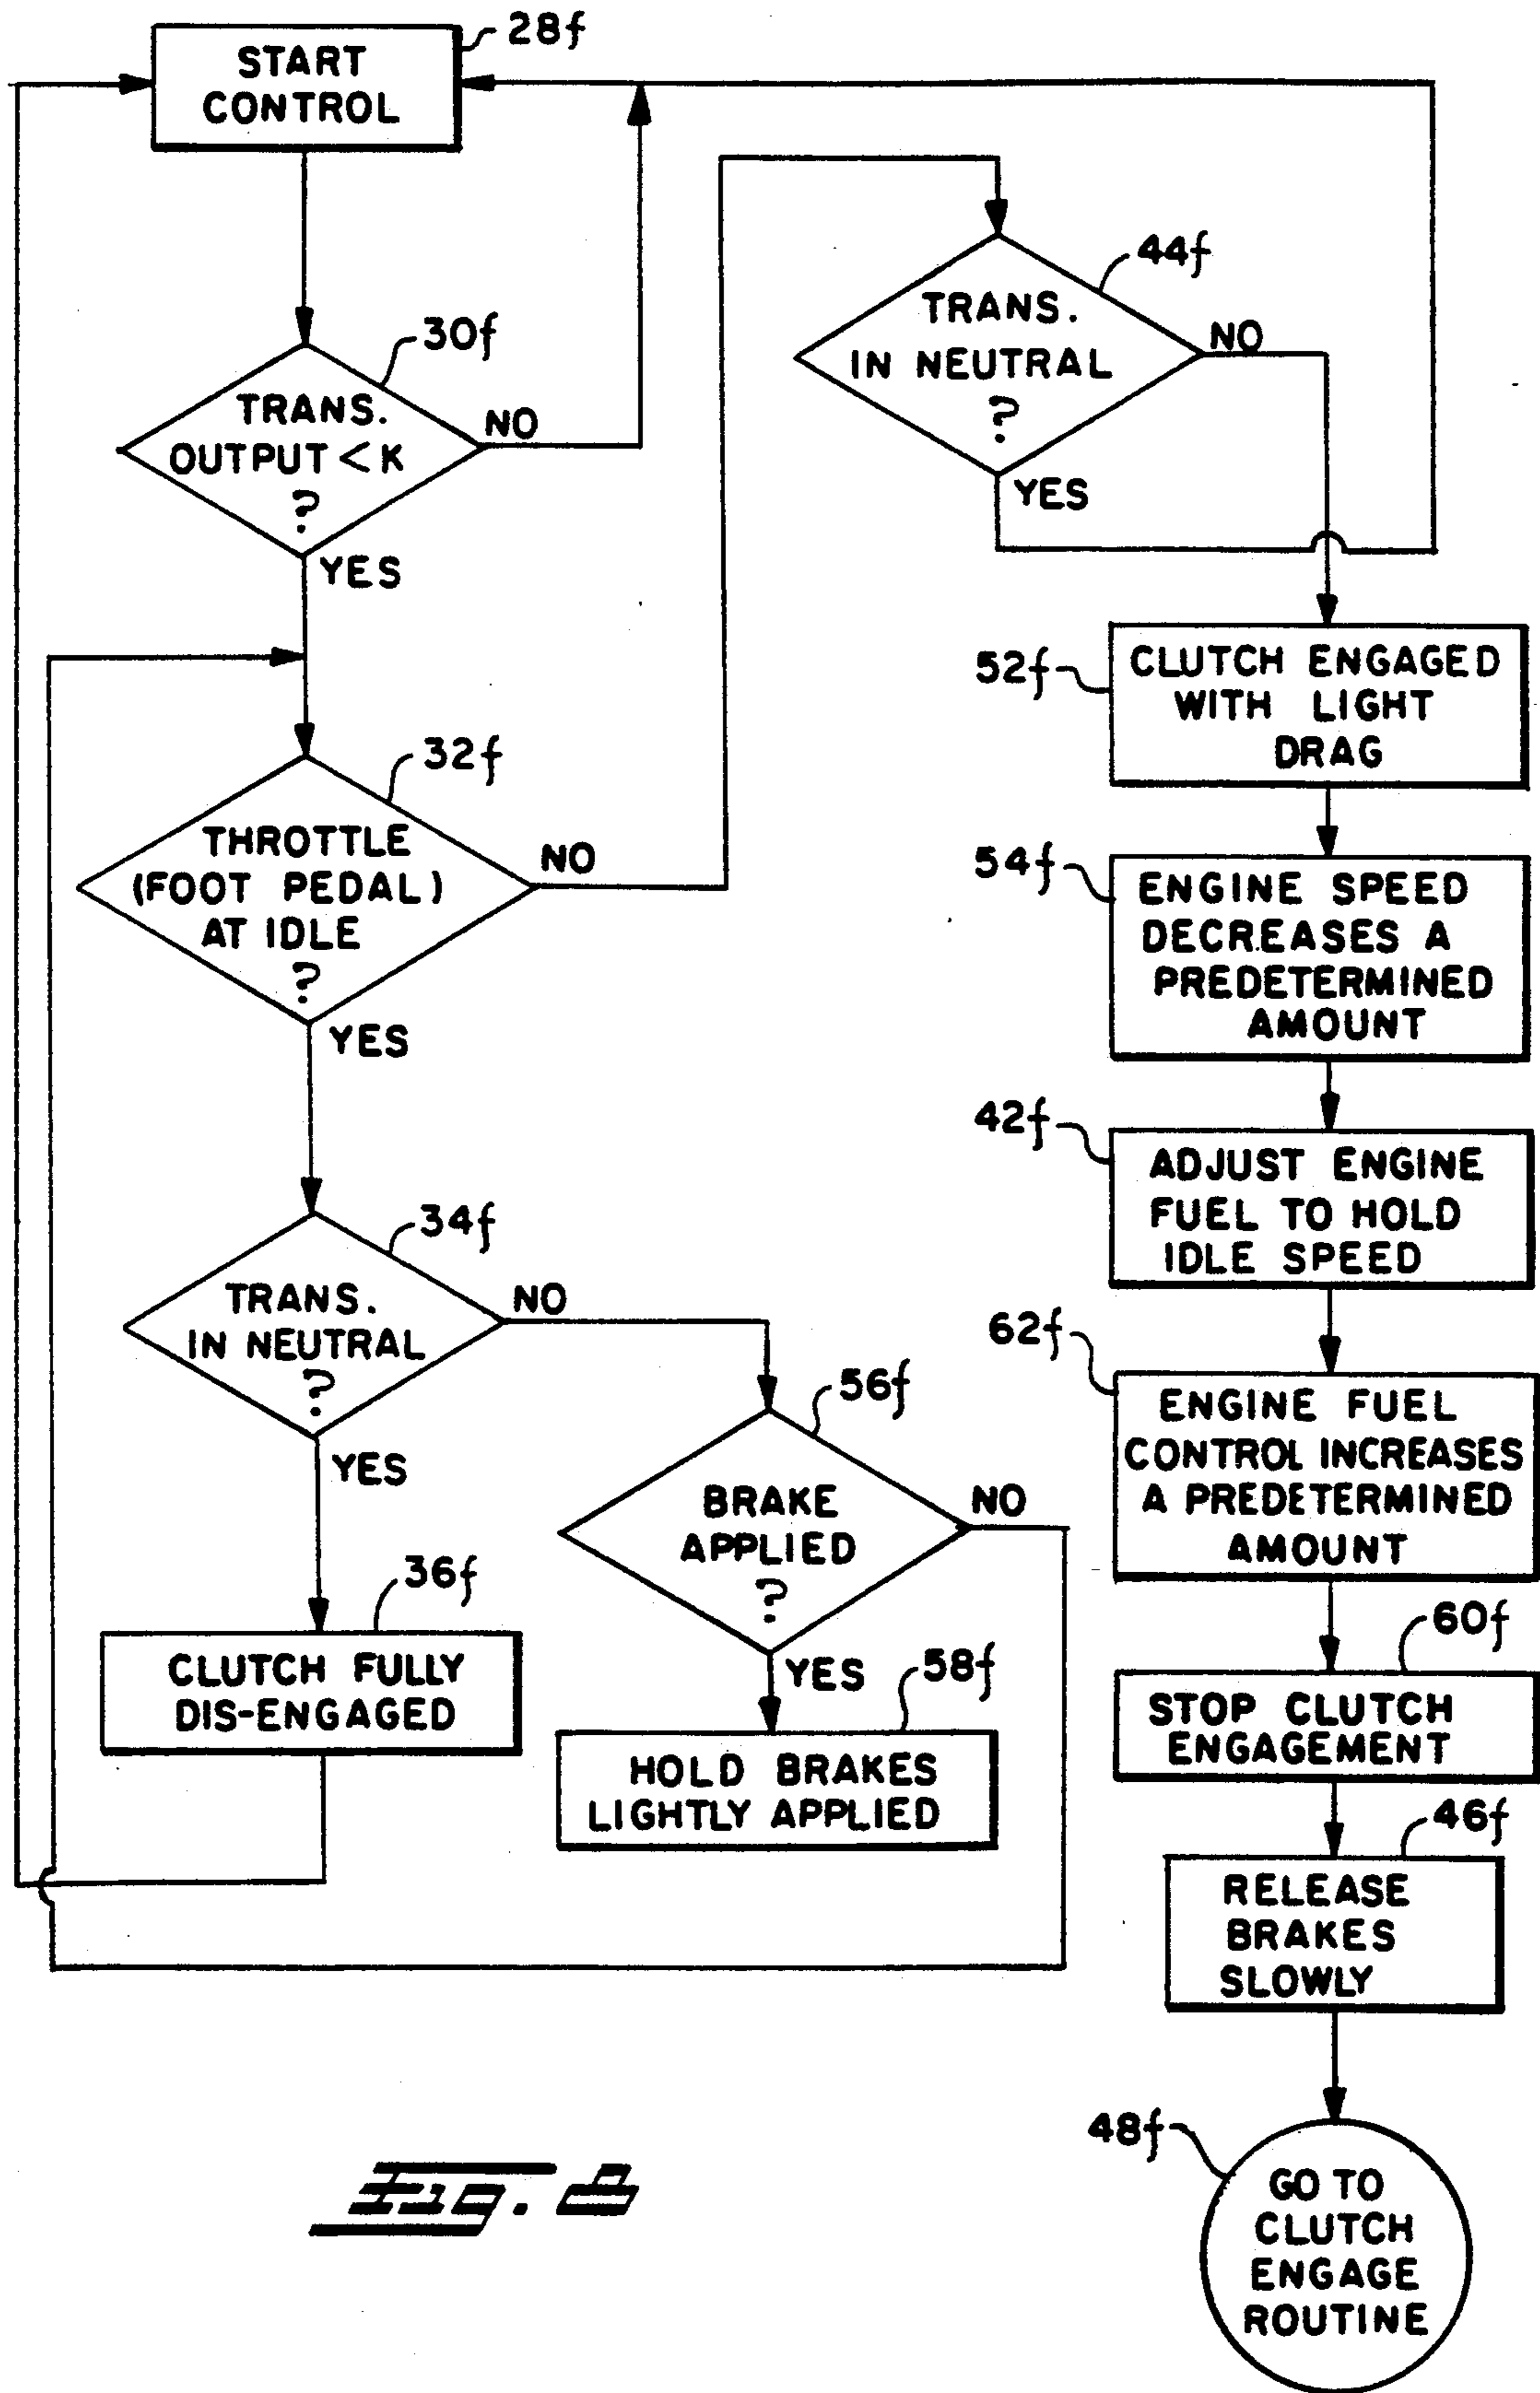 28f
START
CONTROL
30f
TRANS.
OUTPUT < K
?
NO
YES
32f
THROTTLE
(FOOT PEDAL)
AT IDLE
?
NO
YES
34f
TRANS.
IN NEUTRAL
?
NO
YES
36f
CLUTCH FULLY
DIS-ENGAGED
56f
BRAKE
APPLIED
?
NO
YES
58f
HOLD BRAKES
LIGHTLY APPLIED
44f
TRANS.
IN NEUTRAL
?
NO
YES
52f
CLUTCH ENGAGED
WITH LIGHT
DRAG
54f
ENGINE SPEED
DECREASES A
PREDETERMINED
AMOUNT
42f
ADJUST ENGINE
FUEL TO HOLD
IDLE SPEED
62f
ENGINE FUEL
CONTROL INCREASES
A PREDETERMINED
AMOUNT
60f
STOP CLUTCH
ENGAGEMENT
46f
RELEASE
BRAKES
SLOWLY
48f
GO TO
CLUTCH
ENGAGE
ROUTINE
Fig. 8